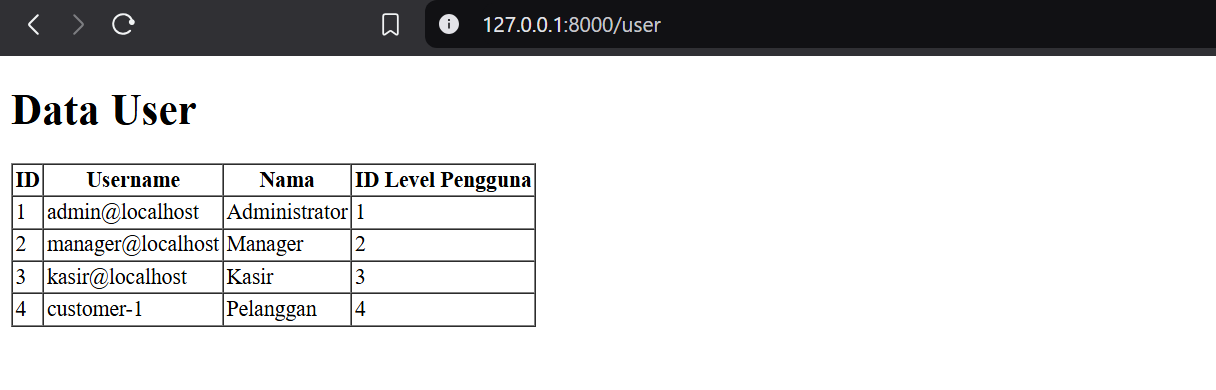 127.0.0.1:8000/user
Data User
ID Username Nama ID Level Pengguna
1 admin@localhost Administrator 1
2 manager@localhost Manager 2
3 kasir@localhost Kasir 3
4 customer-1 Pelanggan 4